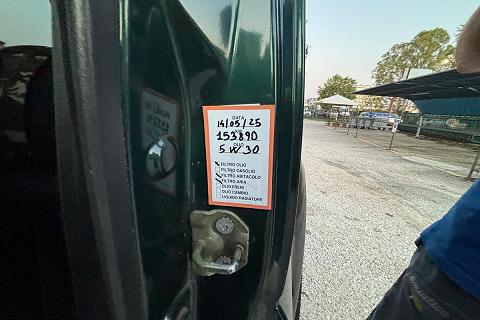 DATA
14/05/25
153890
OLIO
5W30
FILTRO OLIO
FILTRO GASOLIO
FILTRO ABITACOLO
FILTRO ARIA
OLIO FRENI
OLIO CAMBIO
LIQUIDO RADIATORE